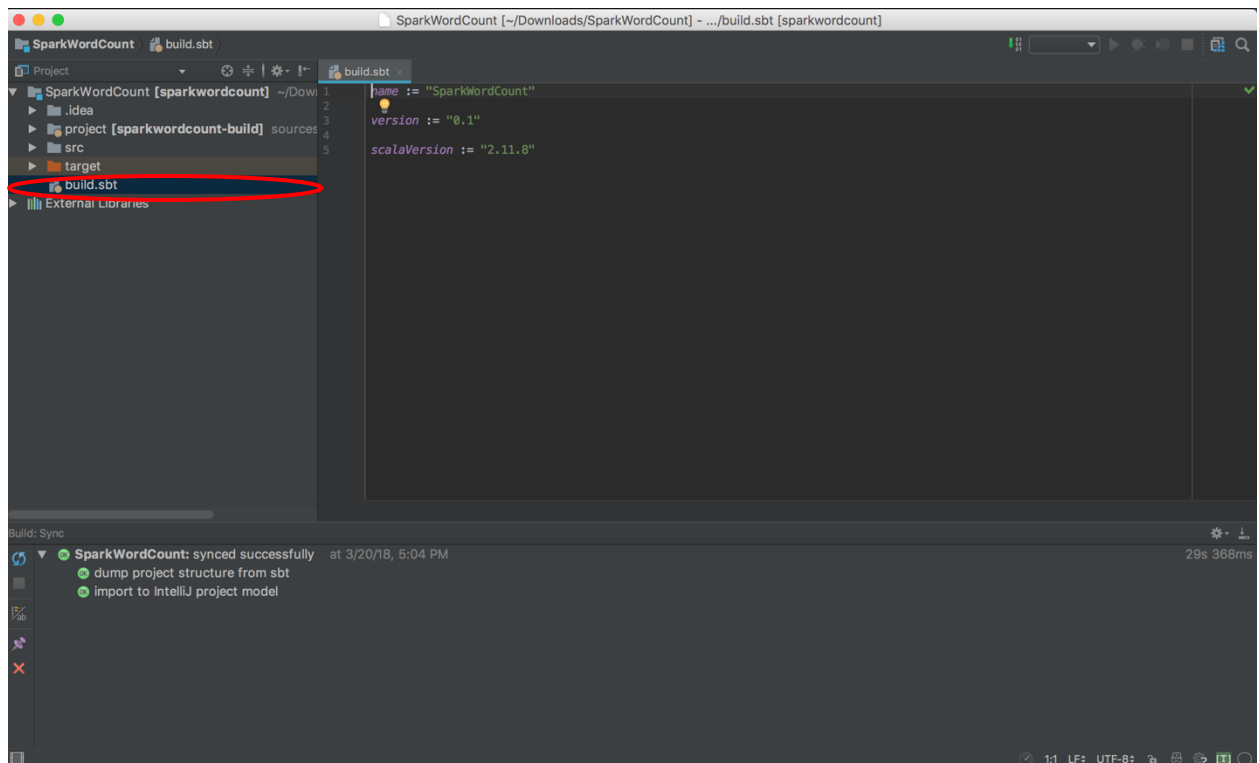 SparkWordCount [~/Downloads/SparkWordCount] - .../build.sbt [sparkwordcount]
SparkWordCount build.sbt
Project
build.sbt
SparkWordCount [sparkwordcount] ~/Dow
.idea
project [sparkwordcount-build] sources
src
target
build.sbt
External Libraries
1 name := "SparkWordCount"
2
3 version := "0.1"
4
5 scalaVersion := "2.11.8"
Build: Sync
SparkWordCount: synced successfully at 3/20/18, 5:04 PM 29s 368ms
dump project structure from sbt
import to IntelliJ project model
1:1 LF÷ UTF-8÷ [T]